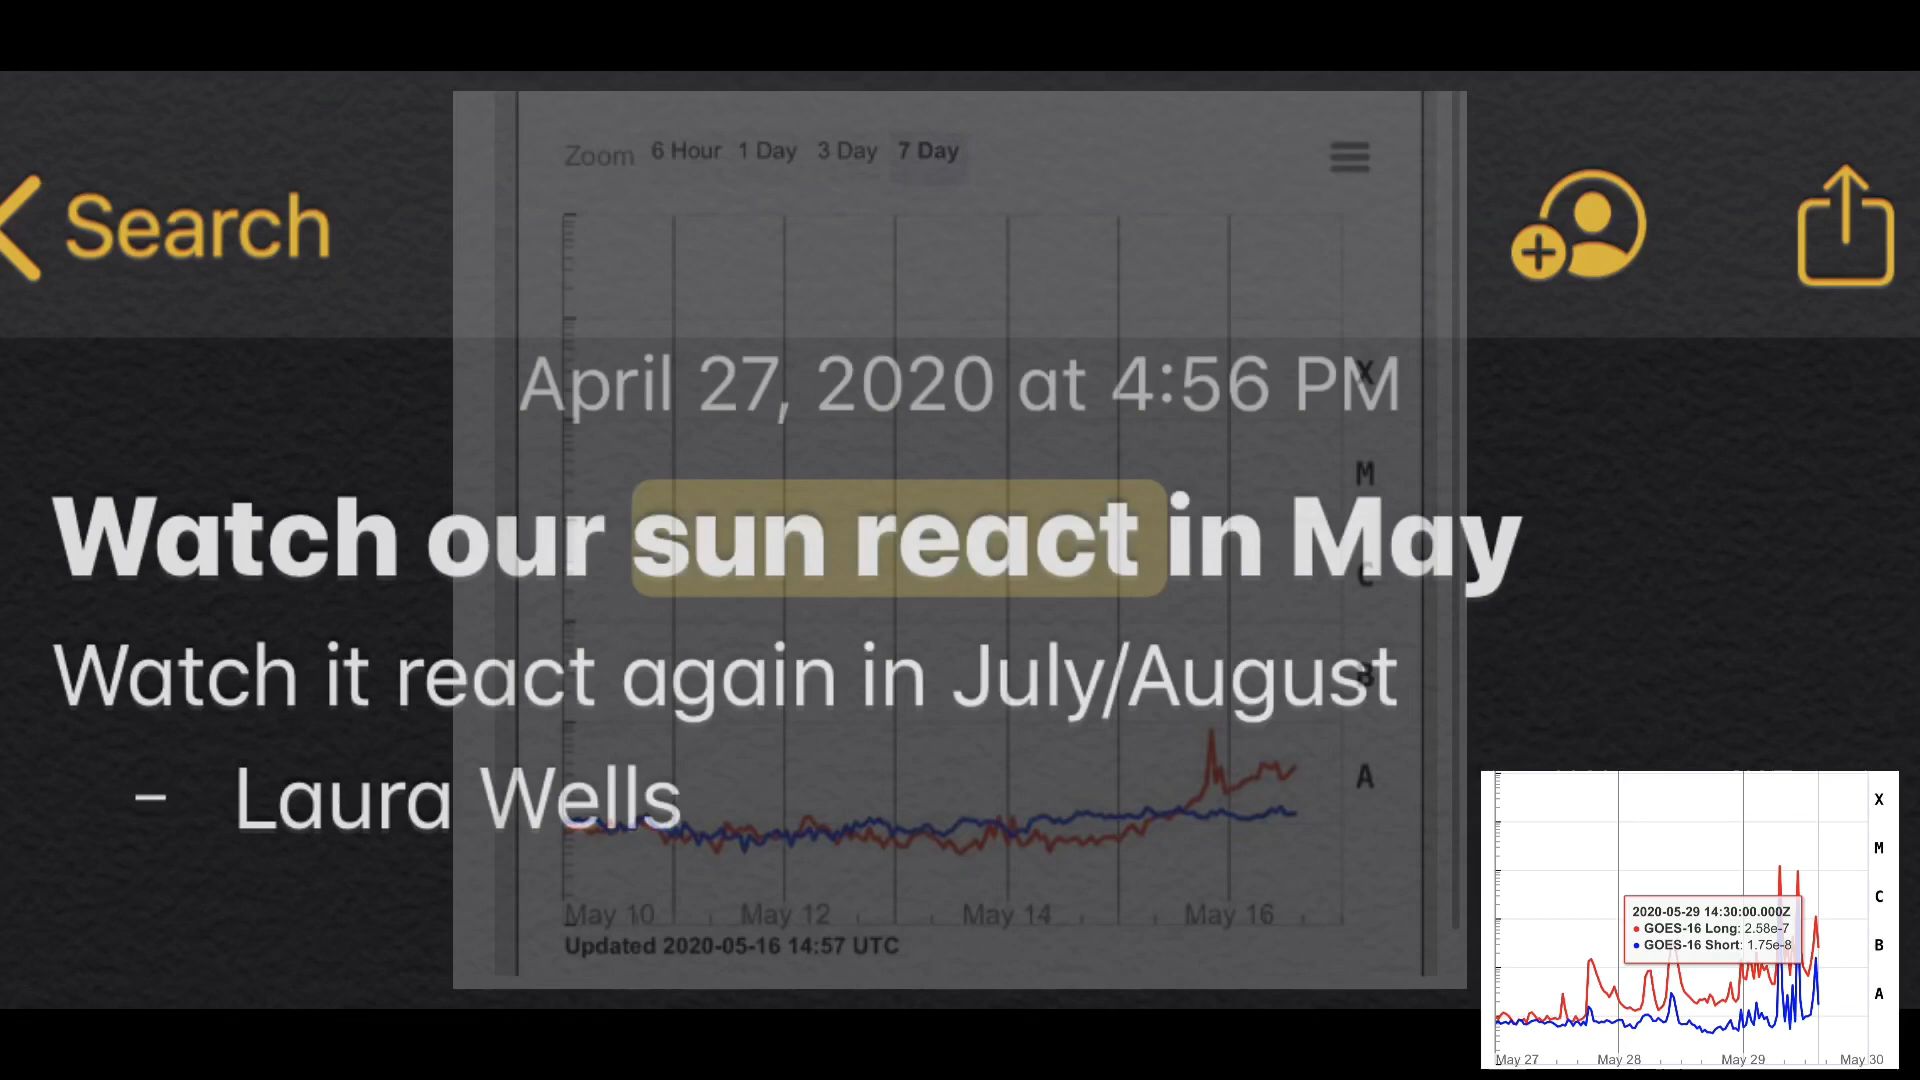 Zoom 6 Hour 1 Day 3 Day 7 Day
Search
April 27, 2020 at 4:56 PM
X
M
Watch our sun react in May
C
Watch it react again in July/August
B
A
- Laura Wells
May 10 May 12 May 14 May 16
Updated 2020-05-16 14:57 UTC
X
M
C
B
A
2020-05-29 14:30:00.000Z
GOES-16 Long: 2.58e-7
GOES-16 Short: 1.75e-8
May 27 May 28 May 29 May 30